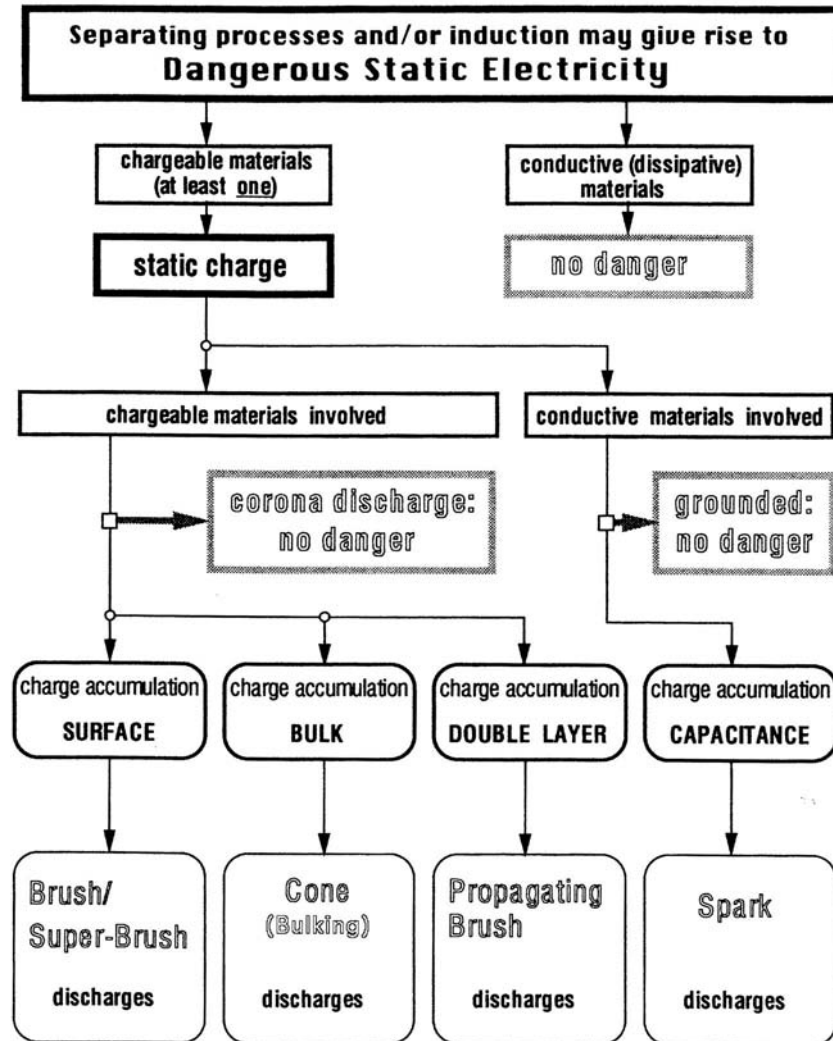 Separating processes and/or induction may give rise to
Dangerous Static Electricity
chargeable materials
(at least one)
conductive (dissipative)
materials
static charge
no danger
chargeable materials involved
conductive materials involved
corona discharge:
no danger
grounded:
no danger
charge accumulation
SURFACE
charge accumulation
BULK
charge accumulation
DOUBLE LAYER
charge accumulation
CAPACITANCE
Brush/
Super-Brush
discharges
Cone
(Bulking)
discharges
Propagating
Brush
discharges
Spark
discharges